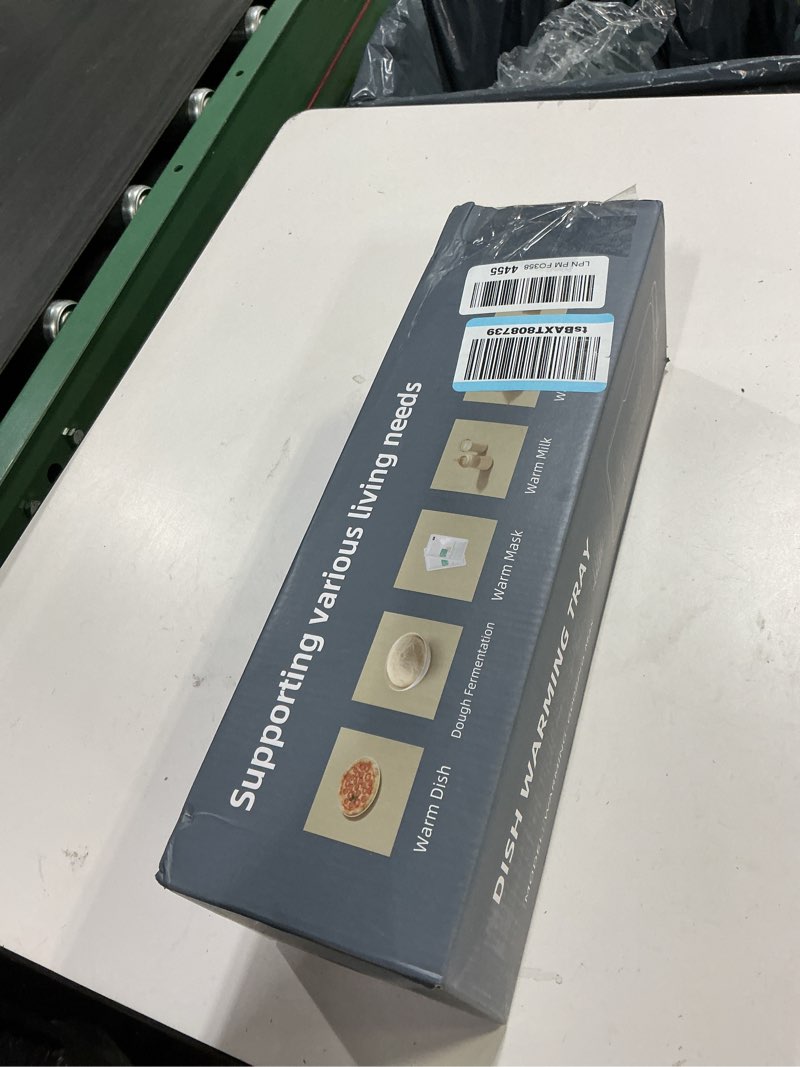 Supporting various living needs
Warm Dish
Dough Fermentation
Warm Mask
Warm Milk
W
LPN PM FO358 4455
tsBAXT808739
DISH WARMING TRAY